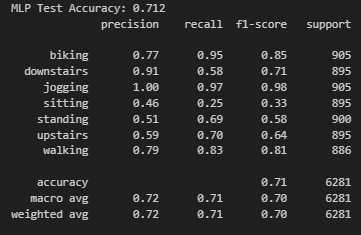 MLP Test Accuracy: 0.712
precision recall f1-score support
biking 0.77 0.95 0.85 905
downstairs 0.91 0.58 0.71 895
jogging 1.00 0.97 0.98 905
sitting 0.46 0.25 0.33 895
standing 0.51 0.69 0.58 900
upstairs 0.59 0.70 0.64 895
walking 0.79 0.83 0.81 886
accuracy 0.71 6281
macro avg 0.72 0.71 0.70 6281
weighted avg 0.72 0.71 0.70 6281